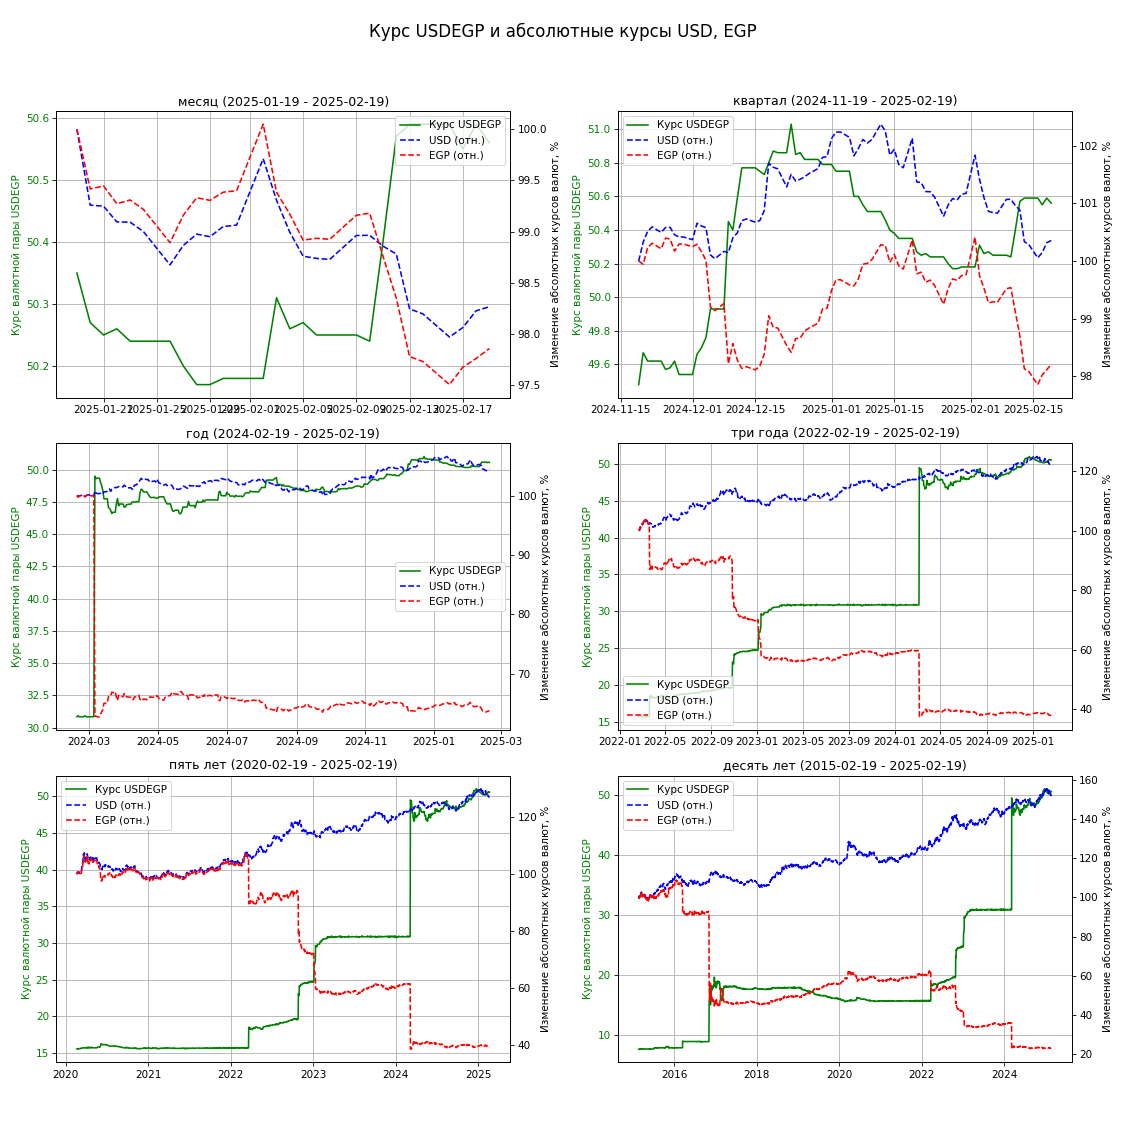 Курс USDEGP и абсолютные курсы USD, EGP
месяц (2025-01-19 - 2025-02-19)
Курс валютной пары USDEGP
50.6
50.5
50.4
50.3
50.2
Курс USDEGP
USD (отн.)
EGP (отн.)
100.0
99.5
99.0
98.5
98.0
97.5
Изменение абсолютных курсов валют, %
2025-01-21 2025-01-25 2025-01-29 2025-02-01 2025-02-05 2025-02-09 2025-02-13 2025-02-17
квартал (2024-11-19 - 2025-02-19)
Курс валютной пары USDEGP
51.0
50.8
50.6
50.4
50.2
50.0
49.8
49.6
Курс USDEGP
USD (отн.)
EGP (отн.)
102
101
100
99
98
Изменение абсолютных курсов валют, %
2024-11-15 2024-12-01 2024-12-15 2025-01-01 2025-01-15 2025-02-01 2025-02-15
год (2024-02-19 - 2025-02-19)
Курс валютной пары USDEGP
50.0
47.5
45.0
42.5
40.0
37.5
35.0
32.5
30.0
Курс USDEGP
USD (отн.)
EGP (отн.)
100
90
80
70
Изменение абсолютных курсов валют, %
2024-03 2024-05 2024-07 2024-09 2024-11 2025-01 2025-03
три года (2022-02-19 - 2025-02-19)
Курс валютной пары USDEGP
50
45
40
35
30
25
20
15
Курс USDEGP
USD (отн.)
EGP (отн.)
120
100
80
60
40
Изменение абсолютных курсов валют, %
2022-01 2022-05 2022-09 2023-01 2023-05 2023-09 2024-01 2024-05 2024-09 2025-01
пять лет (2020-02-19 - 2025-02-19)
Курс валютной пары USDEGP
50
45
40
35
30
25
20
15
Курс USDEGP
USD (отн.)
EGP (отн.)
120
100
80
60
40
Изменение абсолютных курсов валют, %
2020 2021 2022 2023 2024 2025
десять лет (2015-02-19 - 2025-02-19)
Курс валютной пары USDEGP
50
40
30
20
10
Курс USDEGP
USD (отн.)
EGP (отн.)
160
140
120
100
80
60
40
20
Изменение абсолютных курсов валют, %
2016 2018 2020 2022 2024